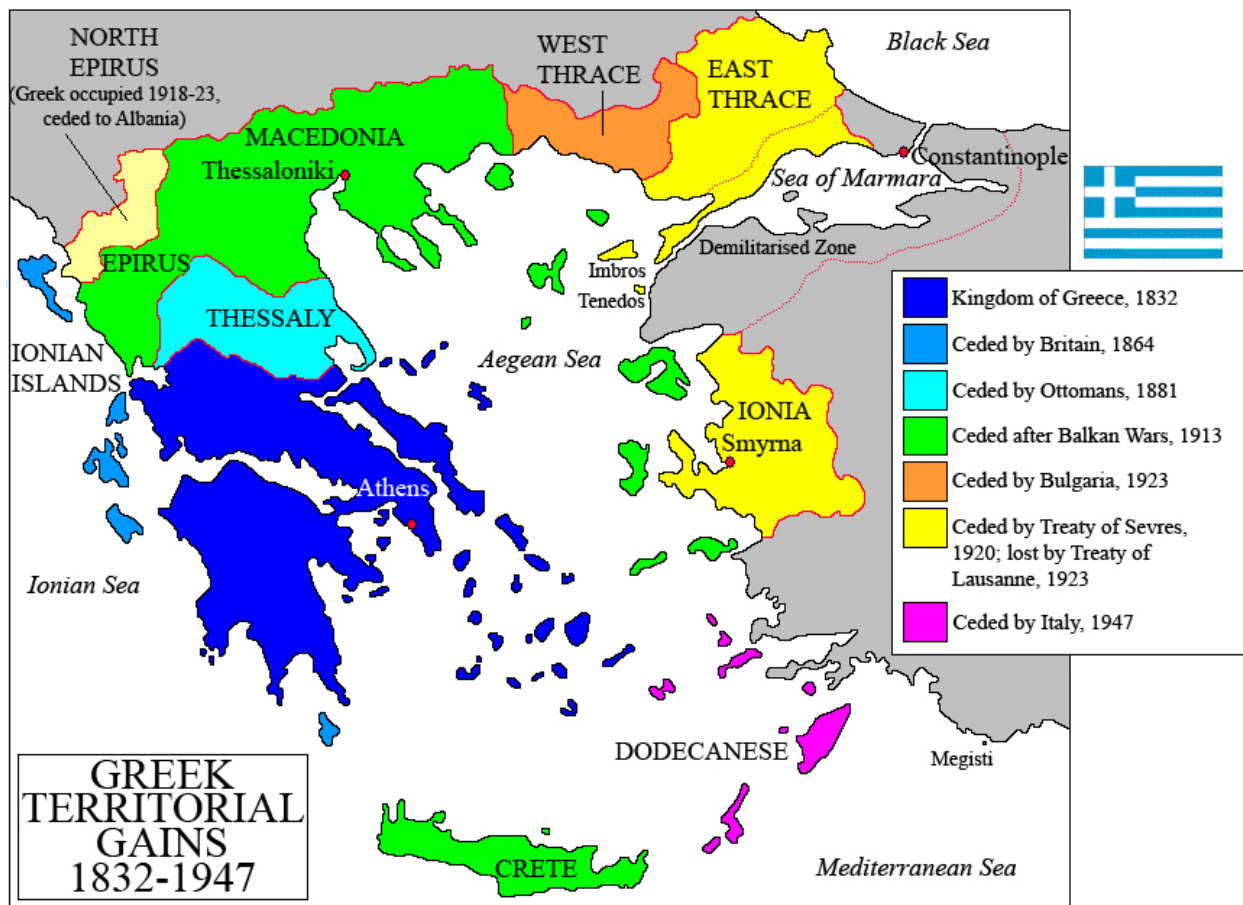 NORTH
EPIRUS
(Greek occupied 1918-23,
ceded to Albania)
WEST
THRACE
EAST
THRACE
Black Sea
MACEDONIA
Thessaloniki
Constantinople
Sea of Marmara
Demilitarised Zone
EPIRUS
Imbros
Tenedos
THESSALY
IONIAN
ISLANDS
Aegean Sea
IONIA
Smyrna
Athens
Ionian Sea
DODECANESE
Megisti
CRETE
Mediterranean Sea
Kingdom of Greece, 1832
Ceded by Britain, 1864
Ceded by Ottomans, 1881
Ceded after Balkan Wars, 1913
Ceded by Bulgaria, 1923
Ceded by Treaty of Sevres,
1920; lost by Treaty of
Lausanne, 1923
Ceded by Italy, 1947
GREEK
TERRITORIAL
GAINS
1832-1947